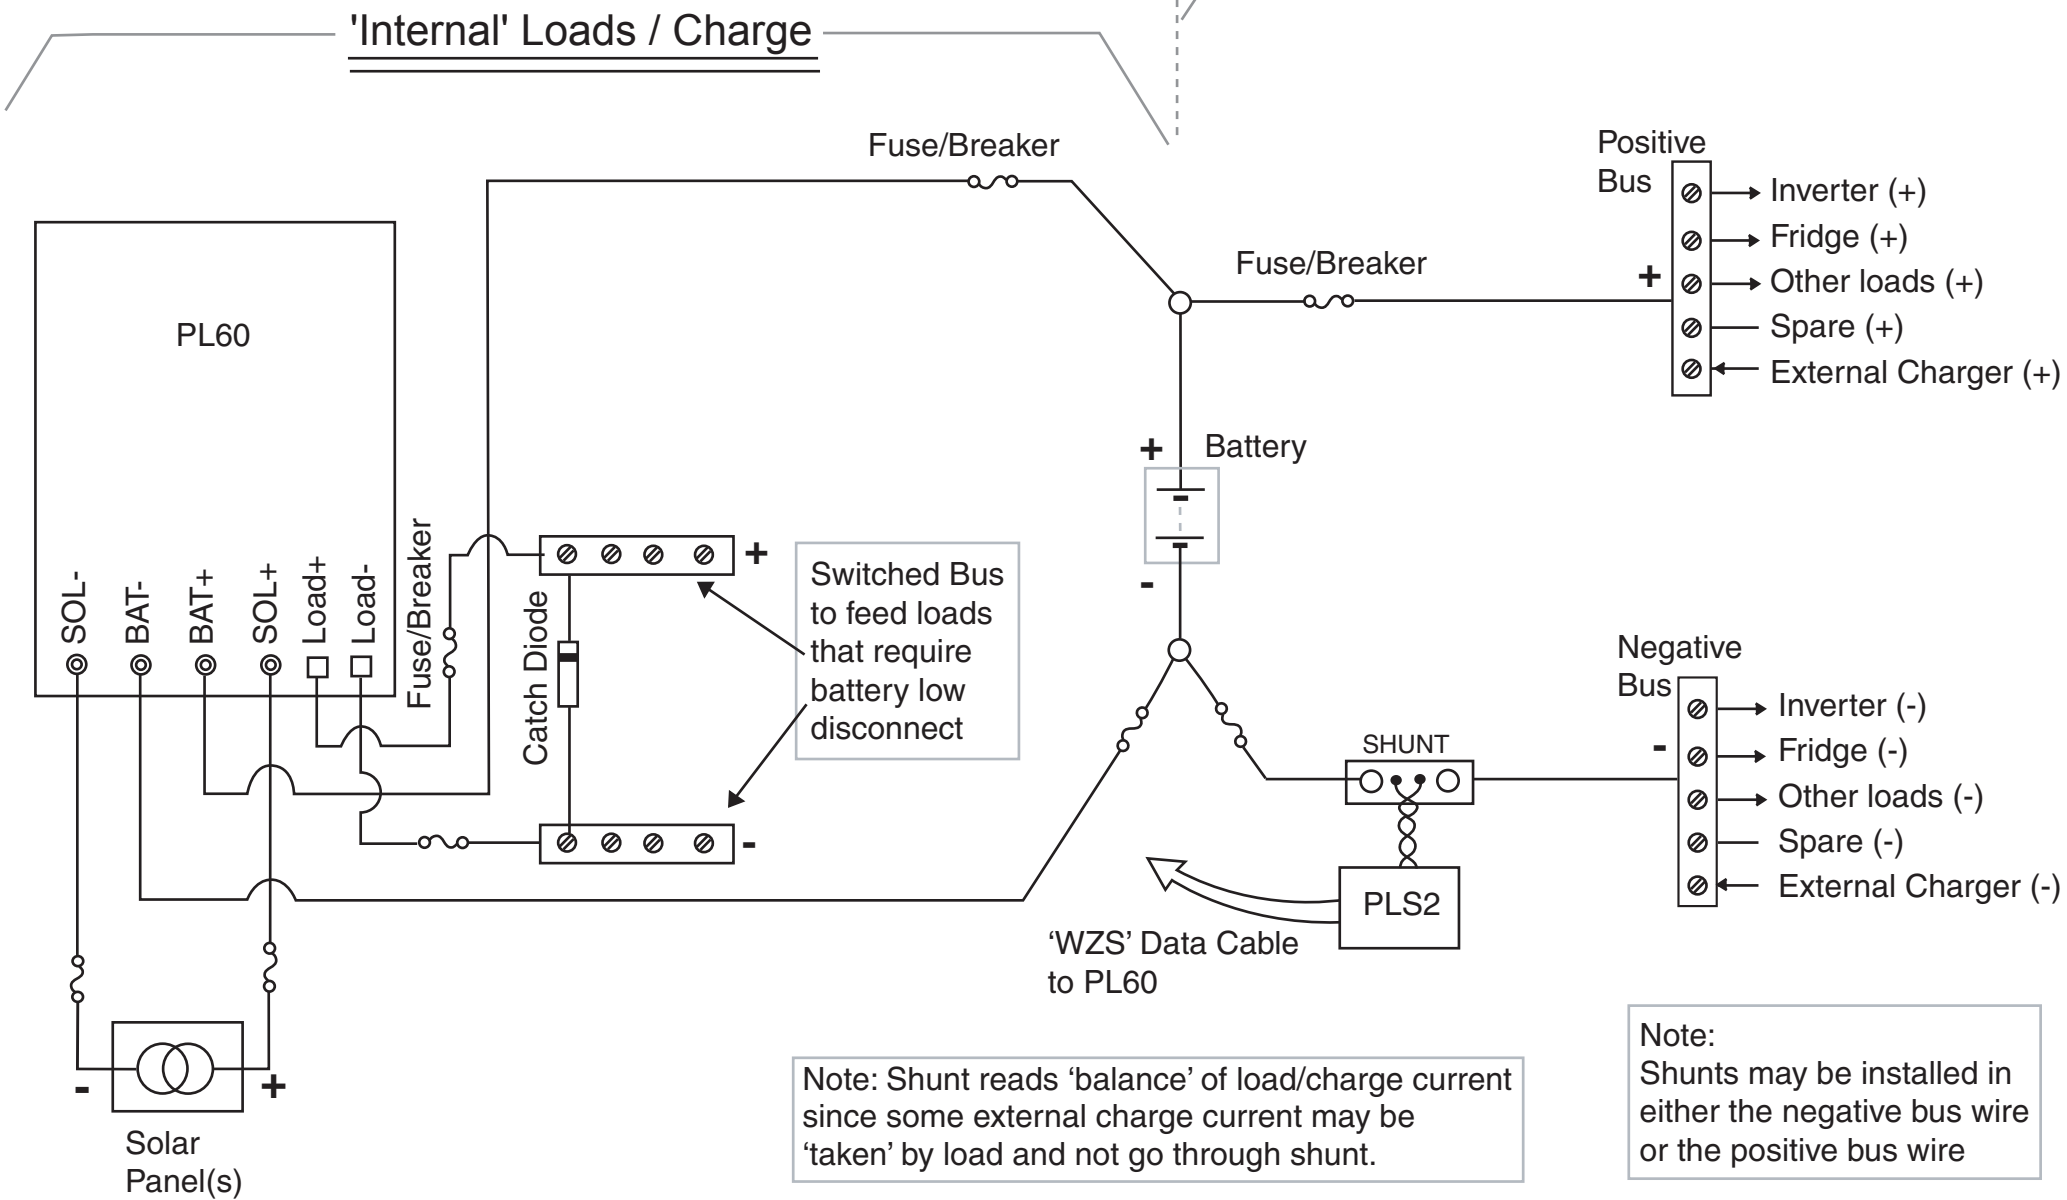 'Internal' Loads / Charge
Fuse/Breaker
Positive
Bus
Inverter (+)
Fridge (+)
Other loads (+)
Spare (+)
External Charger (+)
+
Fuse/Breaker
PL60
+
Battery
-
SOL-
BAT-
BAT+
SOL+
Load+
Load-
Fuse/Breaker
Catch Diode
+
-
Switched Bus
to feed loads
that require
battery low
disconnect
Negative
Bus
-
Inverter (-)
Fridge (-)
Other loads (-)
Spare (-)
External Charger (-)
SHUNT
PLS2
‘WZS’ Data Cable
to PL60
-
+
Solar
Panel(s)
Note: Shunt reads ‘balance’ of load/charge current
since some external charge current may be
‘taken’ by load and not go through shunt.
Note:
Shunts may be installed in
either the negative bus wire
or the positive bus wire